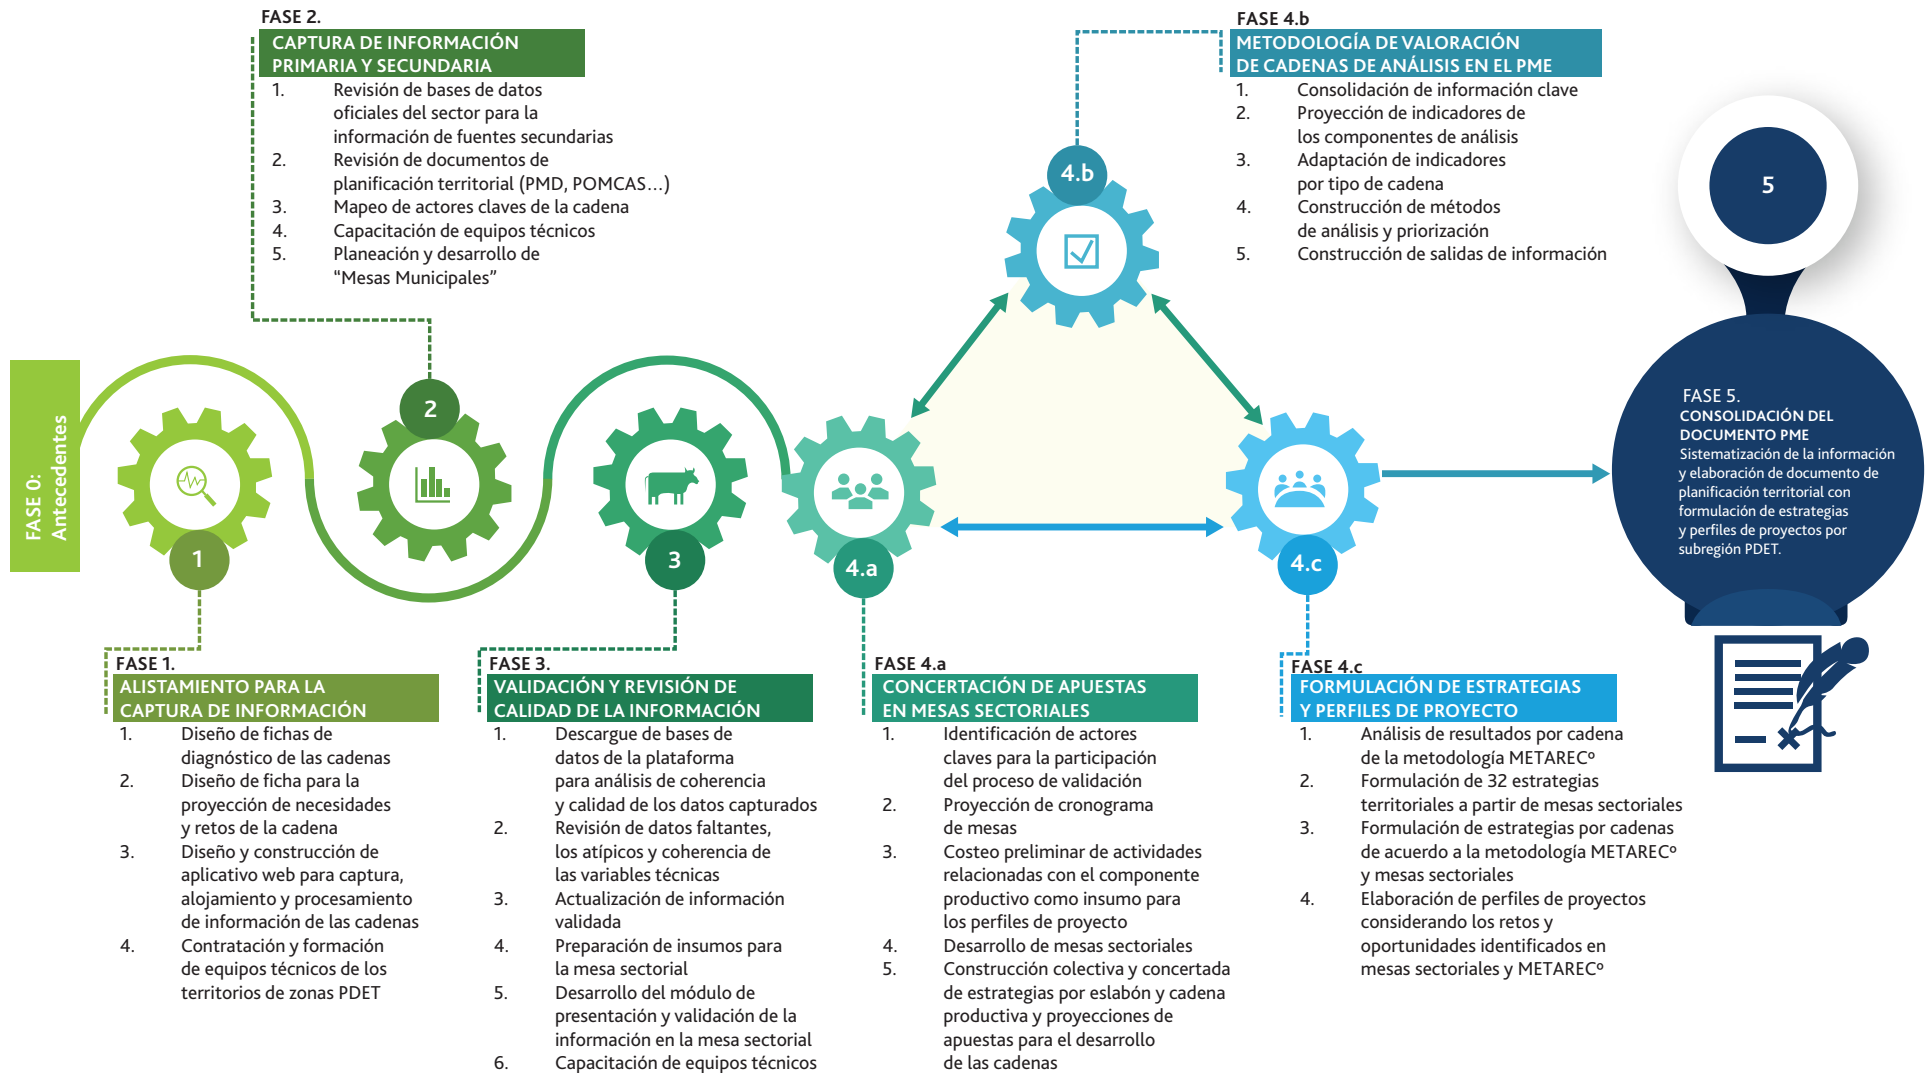 FASE 0:
Antecedentes
FASE 2.
CAPTURA DE INFORMACIÓN
PRIMARIA Y SECUNDARIA
1. Revisión de bases de datos
oficiales del sector para la
información de fuentes secundarias
2. Revisión de documentos de
planificación territorial (PMD, POMCAS…)
3. Mapeo de actores claves de la cadena
4. Capacitación de equipos técnicos
5. Planeación y desarrollo de
“Mesas Municipales”
FASE 4.b
METODOLOGÍA DE VALORACIÓN
DE CADENAS DE ANÁLISIS EN EL PME
1. Consolidación de información clave
2. Proyección de indicadores de
los componentes de análisis
3. Adaptación de indicadores
por tipo de cadena
4. Construcción de métodos
de análisis y priorización
5. Construcción de salidas de información
1
2
3
4.a
4.b
4.c
5
FASE 5.
CONSOLIDACIÓN DEL
DOCUMENTO PME
Sistematización de la información
y elaboración de documento de
planificación territorial con
formulación de estrategias
y perfiles de proyectos por
subregión PDET.
FASE 1.
ALISTAMIENTO PARA LA
CAPTURA DE INFORMACIÓN
1. Diseño de fichas de
diagnóstico de las cadenas
2. Diseño de ficha para la
proyección de necesidades
y retos de la cadena
3. Diseño y construcción de
aplicativo web para captura,
alojamiento y procesamiento
de información de las cadenas
4. Contratación y formación
de equipos técnicos de los
territorios de zonas PDET
FASE 3.
VALIDACIÓN Y REVISIÓN DE
CALIDAD DE LA INFORMACIÓN
1. Descargue de bases de
datos de la plataforma
para análisis de coherencia
y calidad de los datos capturados
2. Revisión de datos faltantes,
los atípicos y coherencia de
las variables técnicas
3. Actualización de información
validada
4. Preparación de insumos para
la mesa sectorial
5. Desarrollo del módulo de
presentación y validación de la
información en la mesa sectorial
6. Capacitación de equipos técnicos
FASE 4.a
CONCERTACIÓN DE APUESTAS
EN MESAS SECTORIALES
1. Identificación de actores
claves para la participación
del proceso de validación
2. Proyección de cronograma
de mesas
3. Costeo preliminar de actividades
relacionadas con el componente
productivo como insumo para
los perfiles de proyecto
4. Desarrollo de mesas sectoriales
5. Construcción colectiva y concertada
de estrategias por eslabón y cadena
productiva y proyecciones de
apuestas para el desarrollo
de las cadenas
FASE 4.c
FORMULACIÓN DE ESTRATEGIAS
Y PERFILES DE PROYECTO
1. Análisis de resultados por cadena
de la metodología METARECº
2. Formulación de 32 estrategias
territoriales a partir de mesas sectoriales
3. Formulación de estrategias por cadenas
de acuerdo a la metodología METARECº
y mesas sectoriales
4. Elaboración de perfiles de proyectos
considerando los retos y
oportunidades identificados en
mesas sectoriales y METARECº